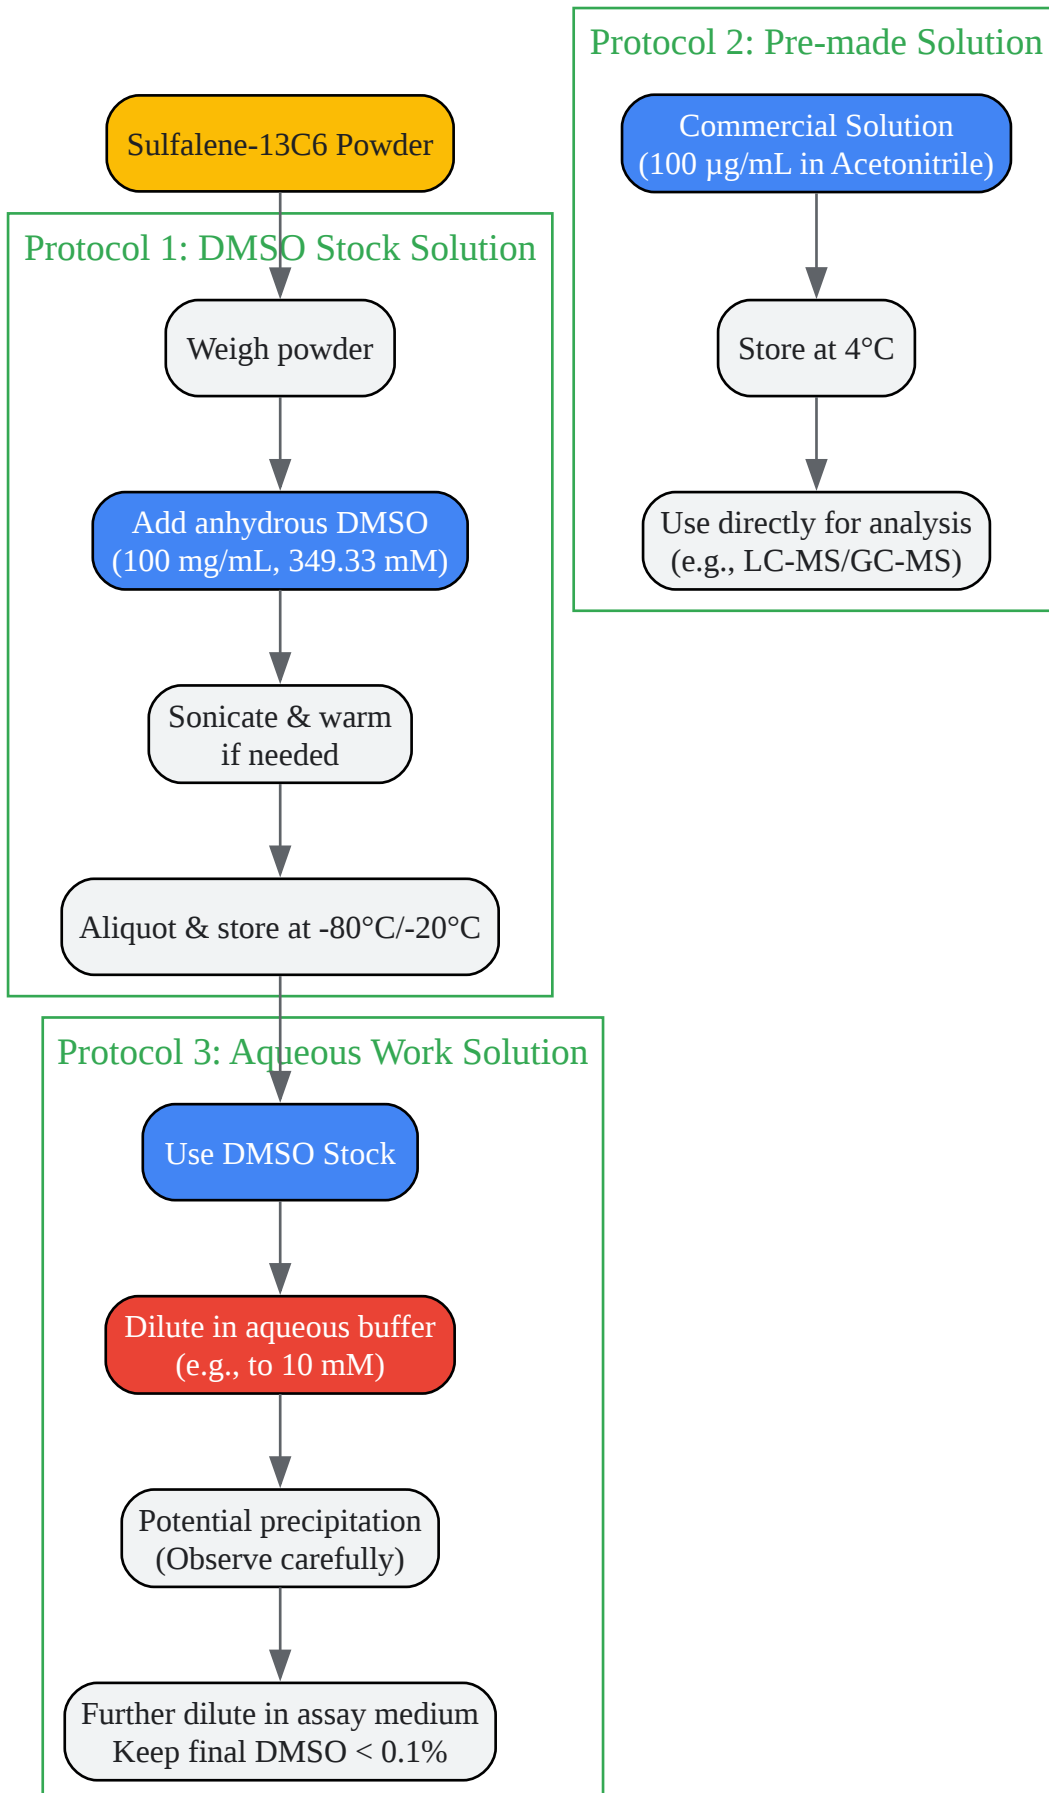 Sulfalene-13C6 Powder
Protocol 1: DMSO Stock Solution
Weigh powder
Add anhydrous DMSO
(100 mg/mL, 349.33 mM)
Sonicate & warm
if needed
Aliquot & store at -80°C/-20°C
Protocol 2: Pre-made Solution
Commercial Solution
(100 µg/mL in Acetonitrile)
Store at 4°C
Use directly for analysis
(e.g., LC-MS/GC-MS)
Protocol 3: Aqueous Work Solution
Use DMSO Stock
Dilute in aqueous buffer
(e.g., to 10 mM)
Potential precipitation
(Observe carefully)
Further dilute in assay medium
Keep final DMSO < 0.1%